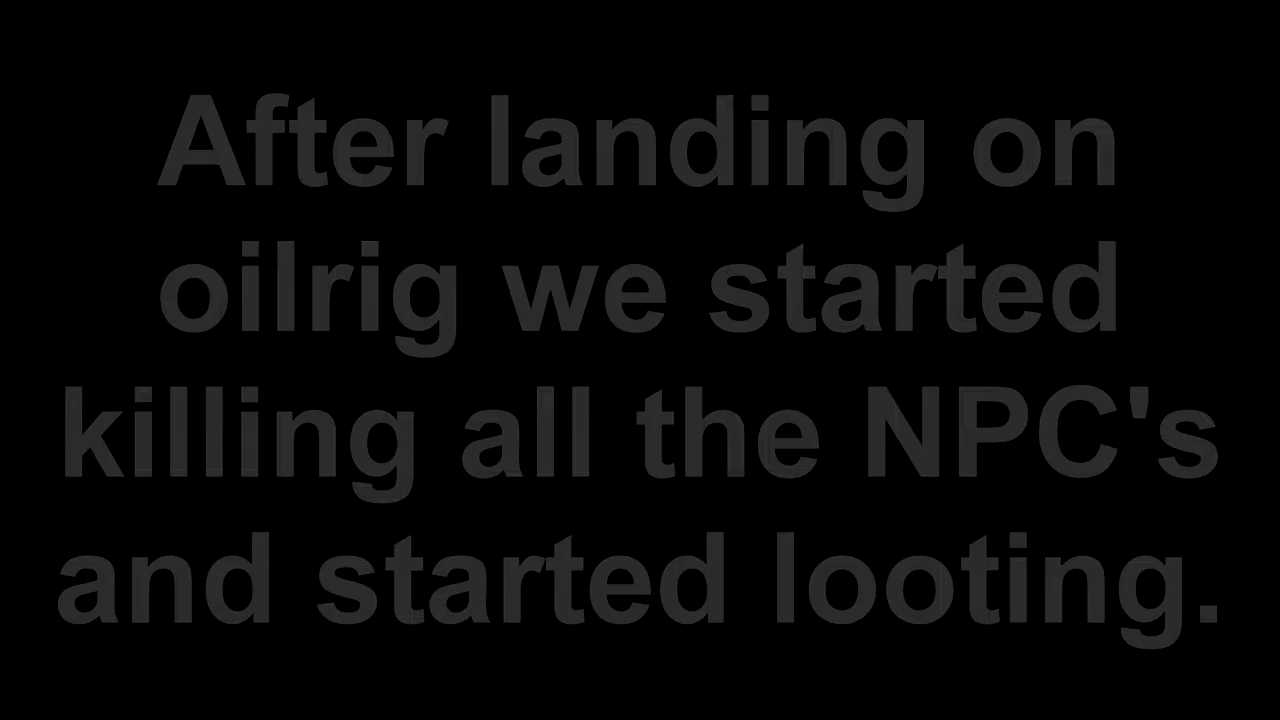 After landing on
oilrig we started
killing all the NPC's
and started looting.